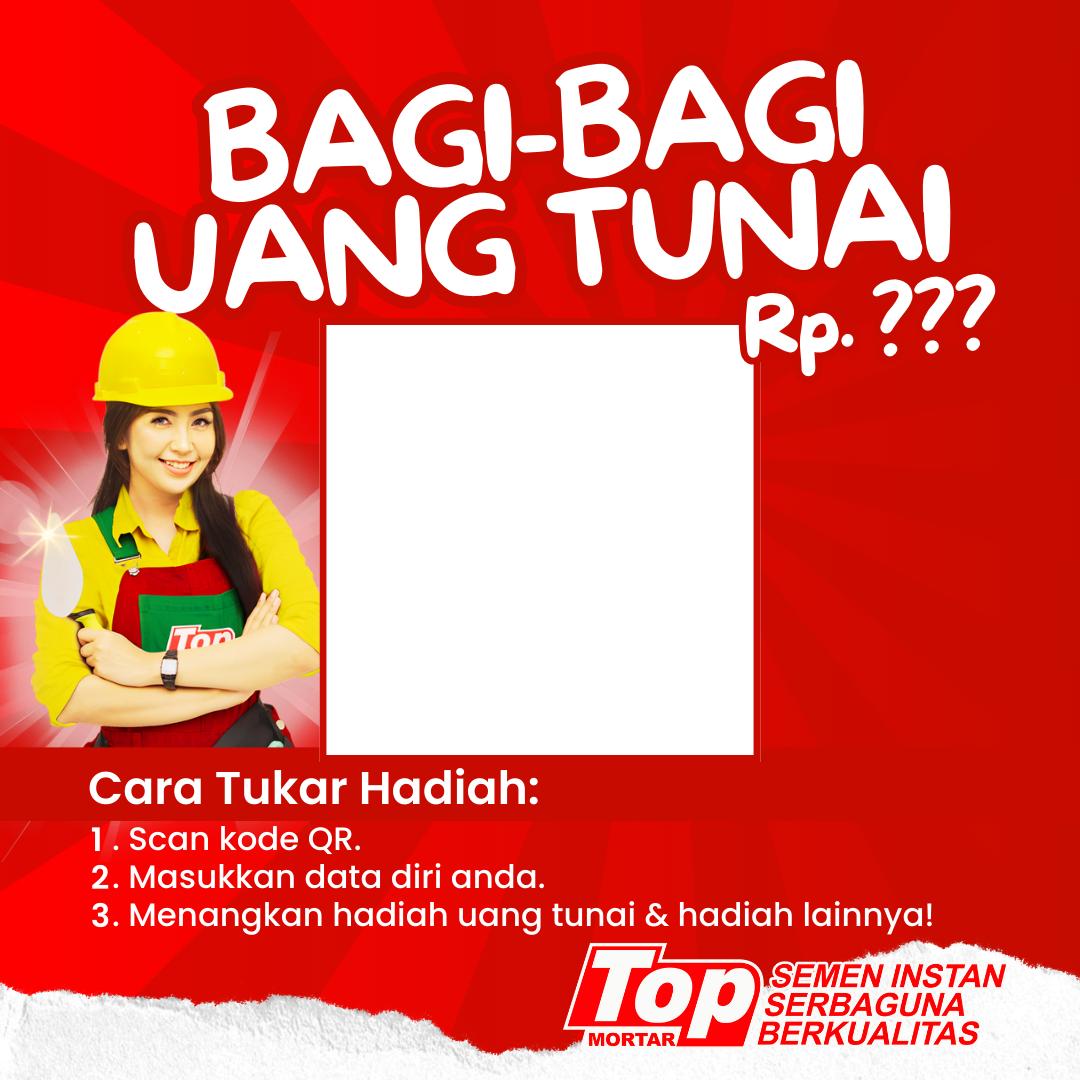 BAGI-BAGI
UANG TUNAI
Rp. ???
Top
Cara Tukar Hadiah:
1. Scan kode QR.
2. Masukkan data diri anda.
3. Menangkan hadiah uang tunai & hadiah lainnya!
Top
MORTAR
SEMEN INSTAN
SERBAGUNA
BERKUALITAS